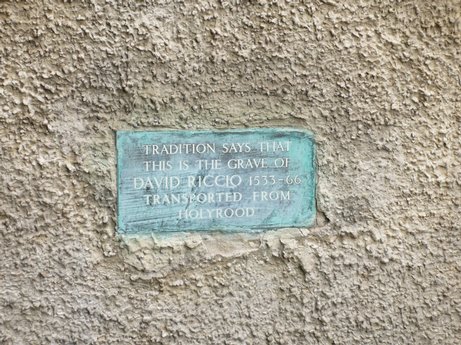 TRADITION SAYS THAT
THIS IS THE GRAVE OF
DAVID RICCIO 1533-66
TRANSPORTED FROM
HOLYROOD